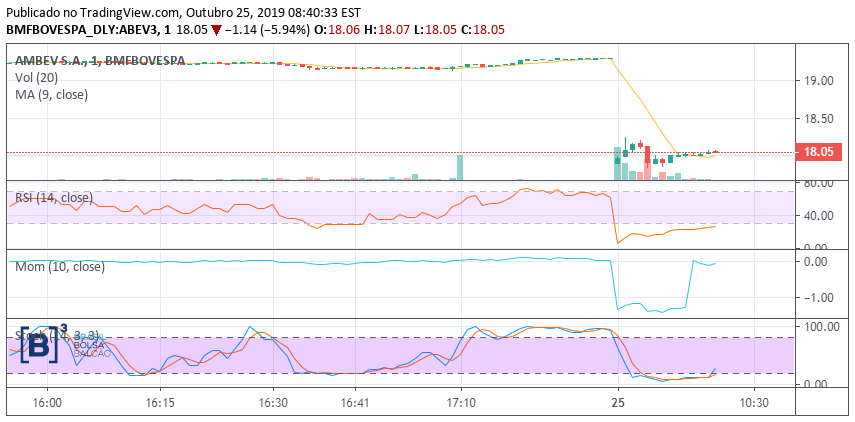 Publicado no TradingView.com, Outubro 25, 2019 08:40:33 EST
BMFBOVESPA_DLY:ABEV3, 1 18.05 ▼ −1.14 (−5.94%) O:18.06 H:18.07 L:18.05 C:18.05
AMBEV S.A., 1, BMFBOVESPA
Vol (20)
MA (9, close)
19.00
18.50
18.05
RSI (14, close)
80.00
40.00
0.00
Mom (10, close)
0.00
−1.00
Stoch (14, 3, 3)
[B]³
BRASIL
BOLSA
BALCÃO
100.00
0.00
16:00 16:15 16:30 16:41 17:10 25 10:30